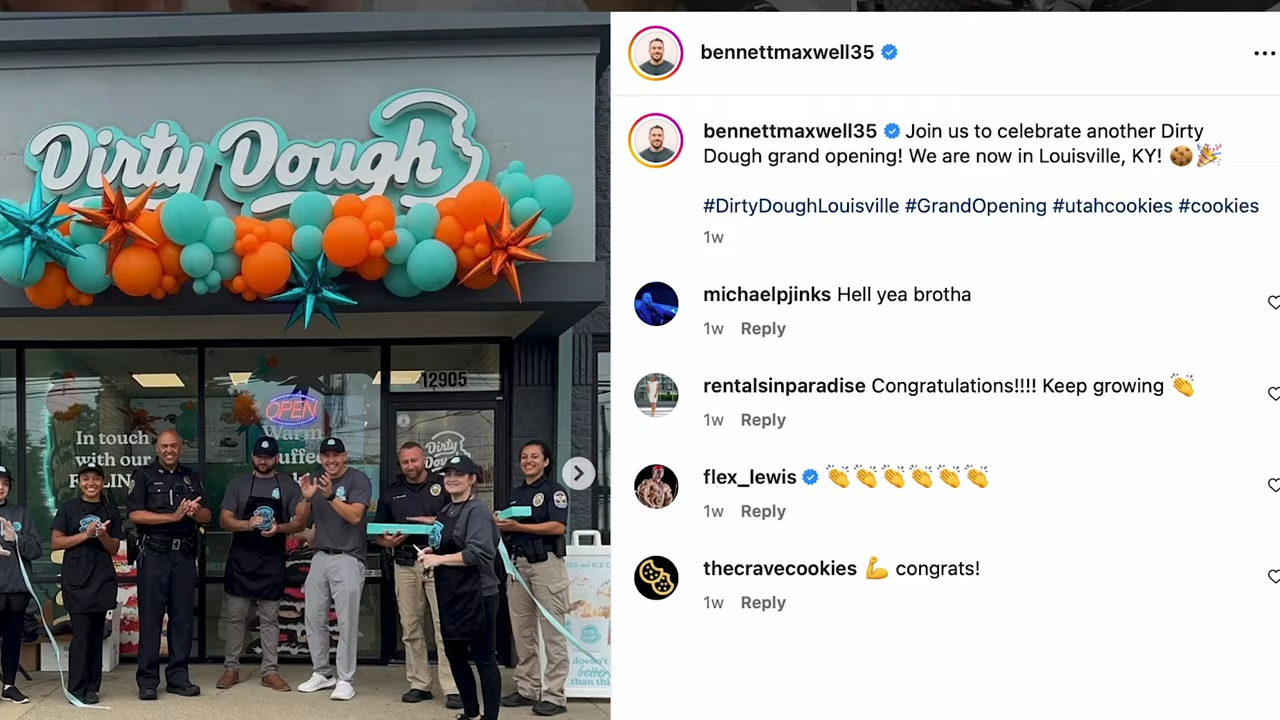 Dirty Dough
12905
OPEN
In touch
with our
Warm
Dirty
bennettmaxwell35
bennettmaxwell35 Join us to celebrate another Dirty
Dough grand opening! We are now in Louisville, KY! 🍪🎉
#DirtyDoughLouisville #GrandOpening #utahcookies #cookies
1w
michaelpjinks Hell yea brotha
1w Reply
rentalsinparadise Congratulations!!!! Keep growing 👏
1w Reply
flex_lewis 👏👏👏👏👏👏
1w Reply
thecravecookies 💪 congrats!
1w Reply